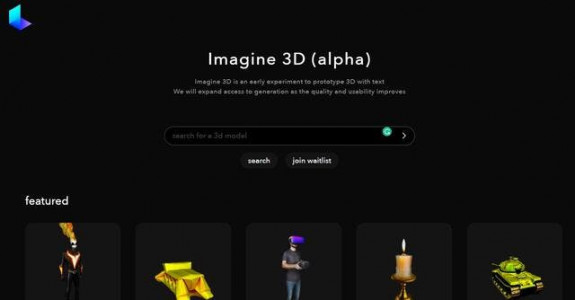 Imagine 3D (alpha)
Imagine 3D is an early experiment to prototype 3D with text
We will expand access to generation as the quality and usability improves
search for a 3d model
search
join waitlist
featured